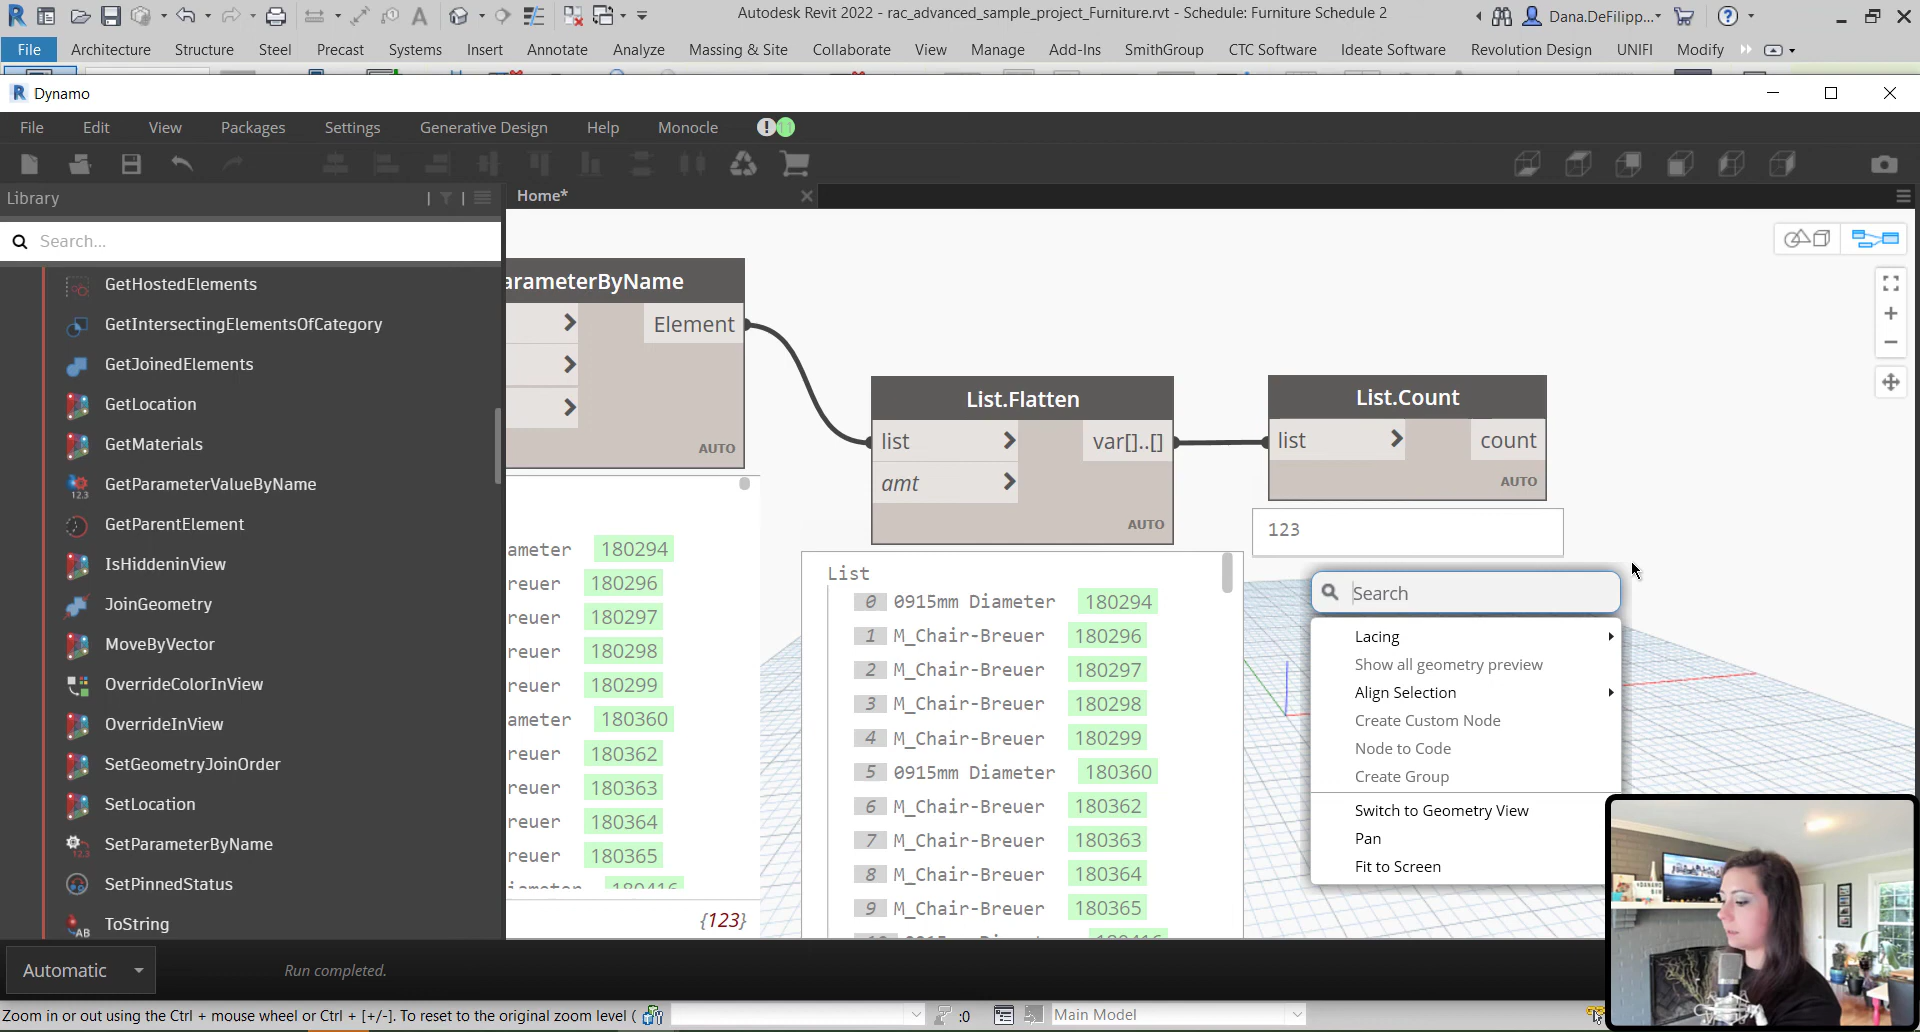 Autodesk Revit 2022 - rac_advanced_sample_project_Furniture.rvt - Schedule: Furniture Schedule 2
Dana.DeFilipp...
File Architecture Structure Steel Precast Systems Insert Annotate Analyze Massing & Site Collaborate View Manage Add-Ins SmithGroup CTC Software Ideate Software Revolution Design UNIFI Modify
Dynamo
File Edit View Packages Settings Generative Design Help Monocle
Library
Home*
Search...
GetHostedElements
GetIntersectingElementsOfCategory
GetJoinedElements
GetLocation
GetMaterials
GetParameterValueByName
GetParentElement
IsHiddeninView
JoinGeometry
MoveByVector
OverrideColorInView
OverrideInView
SetGeometryJoinOrder
SetLocation
SetParameterByName
SetPinnedStatus
ToString
arameterByName
Element
AUTO
ameter 180294
reuer 180296
reuer 180297
reuer 180298
reuer 180299
ameter 180360
reuer 180362
reuer 180363
reuer 180364
reuer 180365
180416
{123}
List.Flatten
list var[]..[]
amt
AUTO
List
0 0915mm Diameter 180294
1 M_Chair-Breuer 180296
2 M_Chair-Breuer 180297
3 M_Chair-Breuer 180298
4 M_Chair-Breuer 180299
5 0915mm Diameter 180360
6 M_Chair-Breuer 180362
7 M_Chair-Breuer 180363
8 M_Chair-Breuer 180364
9 M_Chair-Breuer 180365
List.Count
list count
AUTO
123
Search
Lacing
Show all geometry preview
Align Selection
Create Custom Node
Node to Code
Create Group
Switch to Geometry View
Pan
Fit to Screen
Automatic
Run completed.
Zoom in or out using the Ctrl + mouse wheel or Ctrl + [+/-]. To reset to the original zoom level (
:0
Main Model